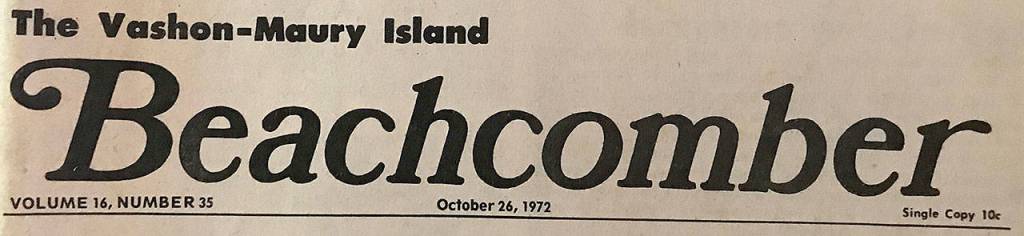 The Vashon-Maury Island
Beachcomber
VOLUME 16, NUMBER 35 October 26, 1972 Single Copy 10c